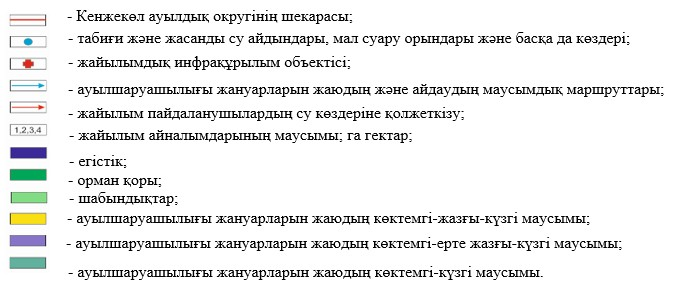 - Кенжекөл ауылдық округінің шекарасы;
- табиғи және жасанды су айдындары, мал суару орындары және басқа да көздері;
- жайылымдық инфрақұрылым объектісі;
- ауылшаруашылығы жануарларын жаюдың және айдаудың маусымдық маршруттары;
- жайылым пайдаланушылардың су көздеріне қолжеткізу;
1,2,3,4 - жайылым айналымдарының маусымы; га гектар;
- егістік;
- орман қоры;
- шабындықтар;
- ауылшаруашылығы жануарларын жаюдың көктемгі-жазғы-күзгі маусымы;
- ауылшаруашылығы жануарларын жаюдың көктемгі-ерте жазғы-күзгі маусымы;
- ауылшаруашылығы жануарларын жаюдың көктемгі-күзгі маусымы.